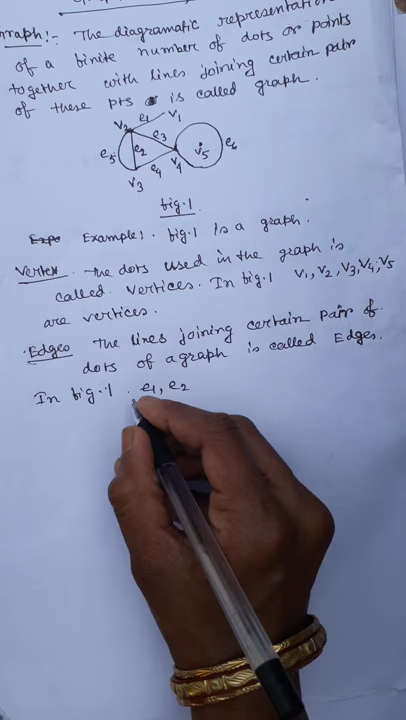 raph:- The diagramatic representation
of a finite number of dots or points
together with lines joining certain pair
of these pts is called graph.
e1 V1
V2
e3
e5 e2 V5 e6
e4 V4
V3
fig.1
Example: . fig.1 is a graph.
Vertex. The dots used in the graph is
called vertices. In fig.1 V1, V2, V3, V4, V5
are vertices.
Edges The lines joining certain pair of
dots of a graph is called Edges.
In fig.1 . e1, e2